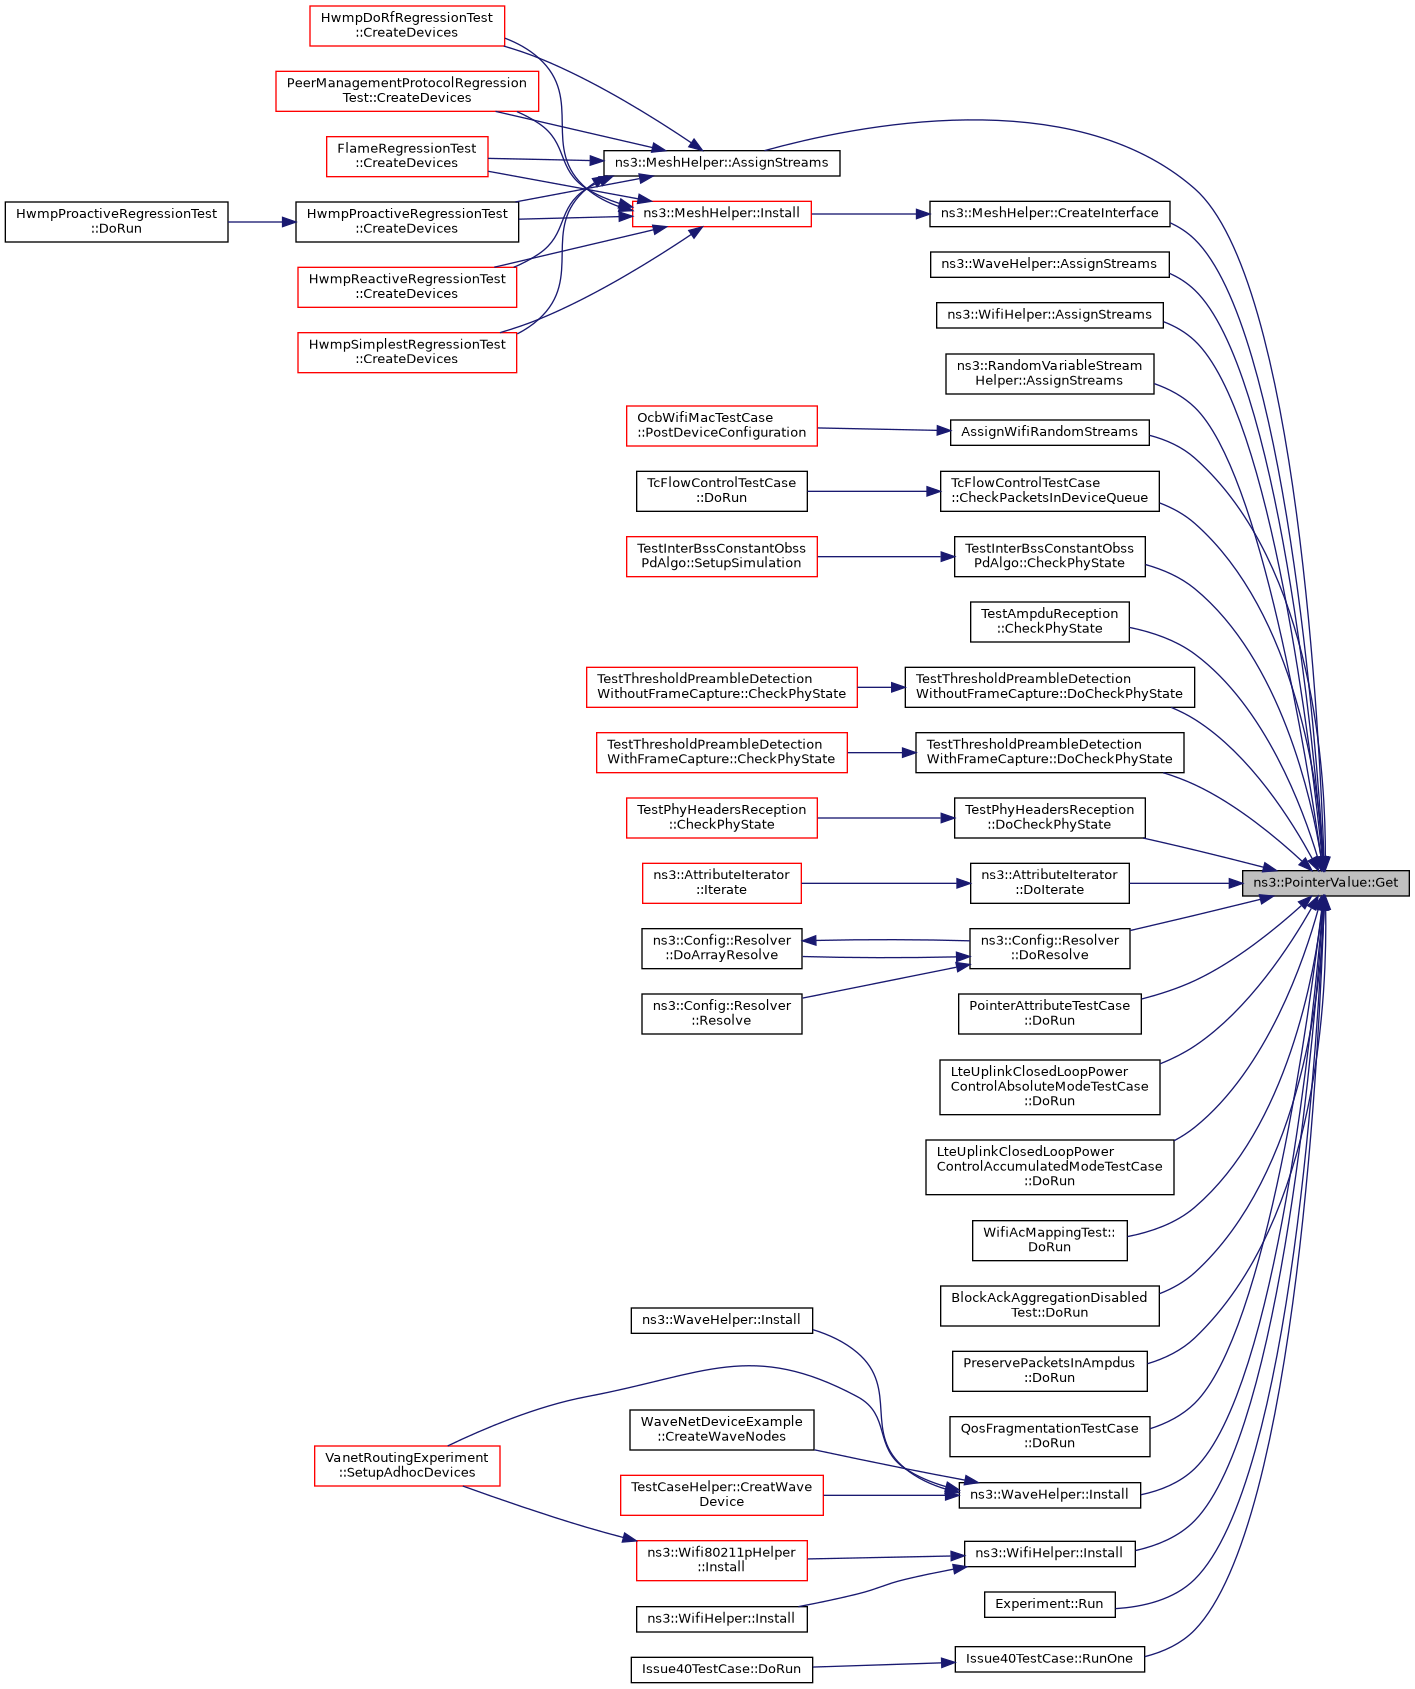 HwmpDoRfRegressionTest
::CreateDevices
PeerManagementProtocolRegression
Test::CreateDevices
FlameRegressionTest
::CreateDevices
HwmpProactiveRegressionTest
::DoRun
HwmpProactiveRegressionTest
::CreateDevices
HwmpReactiveRegressionTest
::CreateDevices
HwmpSimplestRegressionTest
::CreateDevices
ns3::MeshHelper::AssignStreams
ns3::MeshHelper::Install
ns3::MeshHelper::CreateInterface
ns3::WaveHelper::AssignStreams
ns3::WifiHelper::AssignStreams
ns3::RandomVariableStream
Helper::AssignStreams
OcbWifiMacTestCase
::PostDeviceConfiguration
AssignWifiRandomStreams
TcFlowControlTestCase
::DoRun
TcFlowControlTestCase
::CheckPacketsInDeviceQueue
TestInterBssConstantObss
PdAlgo::SetupSimulation
TestInterBssConstantObss
PdAlgo::CheckPhyState
TestAmpduReception
::CheckPhyState
TestThresholdPreambleDetection
WithoutFrameCapture::CheckPhyState
TestThresholdPreambleDetection
WithoutFrameCapture::DoCheckPhyState
TestThresholdPreambleDetection
WithFrameCapture::CheckPhyState
TestThresholdPreambleDetection
WithFrameCapture::DoCheckPhyState
TestPhyHeadersReception
::CheckPhyState
TestPhyHeadersReception
::DoCheckPhyState
ns3::AttributeIterator
::Iterate
ns3::AttributeIterator
::DoIterate
ns3::PointerValue::Get
ns3::Config::Resolver
::DoArrayResolve
ns3::Config::Resolver
::DoResolve
ns3::Config::Resolver
::Resolve
PointerAttributeTestCase
::DoRun
LteUplinkClosedLoopPower
ControlAbsoluteModeTestCase
::DoRun
LteUplinkClosedLoopPower
ControlAccumulatedModeTestCase
::DoRun
WifiAcMappingTest::
DoRun
BlockAckAggregationDisabled
Test::DoRun
ns3::WaveHelper::Install
PreservePacketsInAmpdus
::DoRun
WaveNetDeviceExample
::CreateWaveNodes
QosFragmentationTestCase
::DoRun
VanetRoutingExperiment
::SetupAdhocDevices
TestCaseHelper::CreatWave
Device
ns3::WaveHelper::Install
ns3::Wifi80211pHelper
::Install
ns3::WifiHelper::Install
Experiment::Run
ns3::WifiHelper::Install
Issue40TestCase::DoRun
Issue40TestCase::RunOne